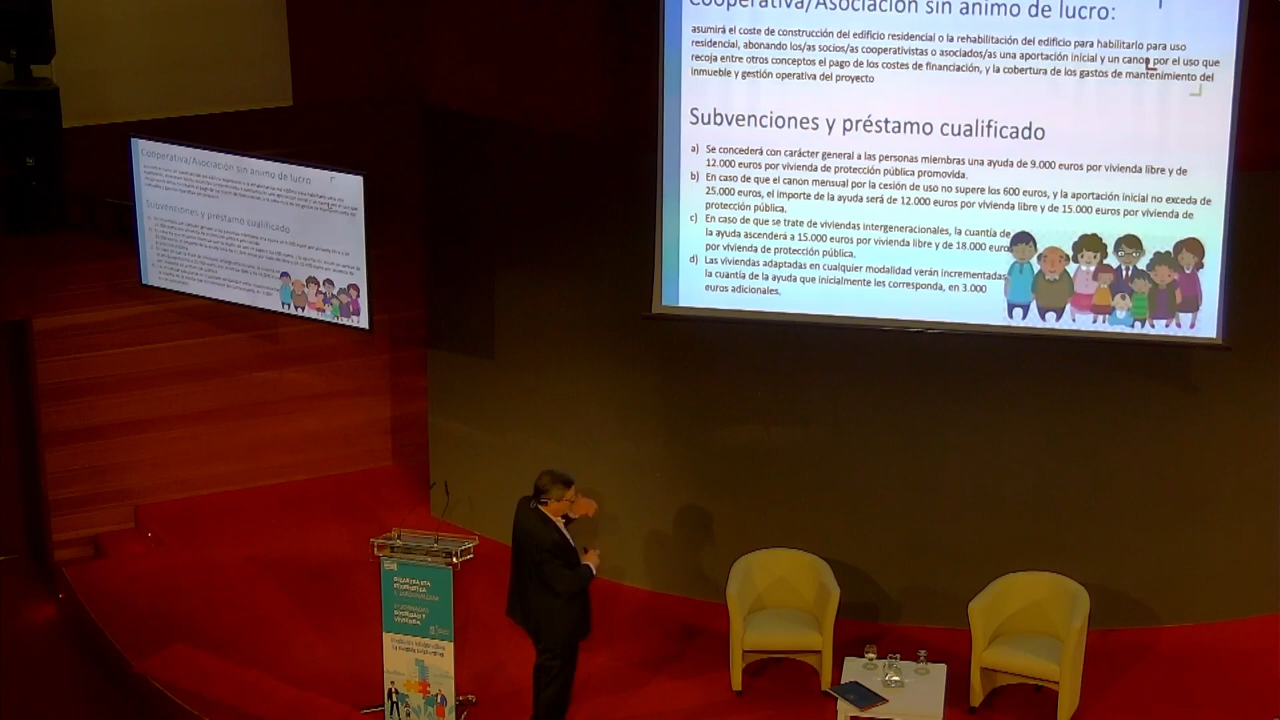 Cooperativa/Asociación sin animo de lucro:
asumirá el coste de construcción del edificio residencial o la rehabilitación del edificio para habilitarlo para uso
residencial, abonando los/as socios/as cooperativistas o asociados/as una aportación inicial y un canon por el uso que
recoja entre otros conceptos el pago de los costes de financiación, y la cobertura de los gastos de mantenimiento del
inmueble y gestión operativa del proyecto
Subvenciones y préstamo cualificado
a) Se concederá con carácter general a las personas miembras una ayuda de 9.000 euros por vivienda libre y de
12.000 euros por vivienda de protección pública promovida.
b) En caso de que el canon mensual por la cesión de uso no supere los 600 euros, y la aportación inicial no exceda de
25.000 euros, el importe de la ayuda será de 12.000 euros por vivienda libre y de 15.000 euros por vivienda de
protección pública.
c) En caso de que se trate de viviendas intergeneracionales, la cuantía de
la ayuda ascenderá a 15.000 euros por vivienda libre y de 18.000 euros
por vivienda de protección pública.
d) Las viviendas adaptadas en cualquier modalidad verán incrementadas
la cuantía de la ayuda que inicialmente les corresponda, en 3.000
euros adicionales.
Cooperativa/Asociación sin animo de lucro
Subvenciones y préstamo cualificado
JORNADAS
VIVIENDA